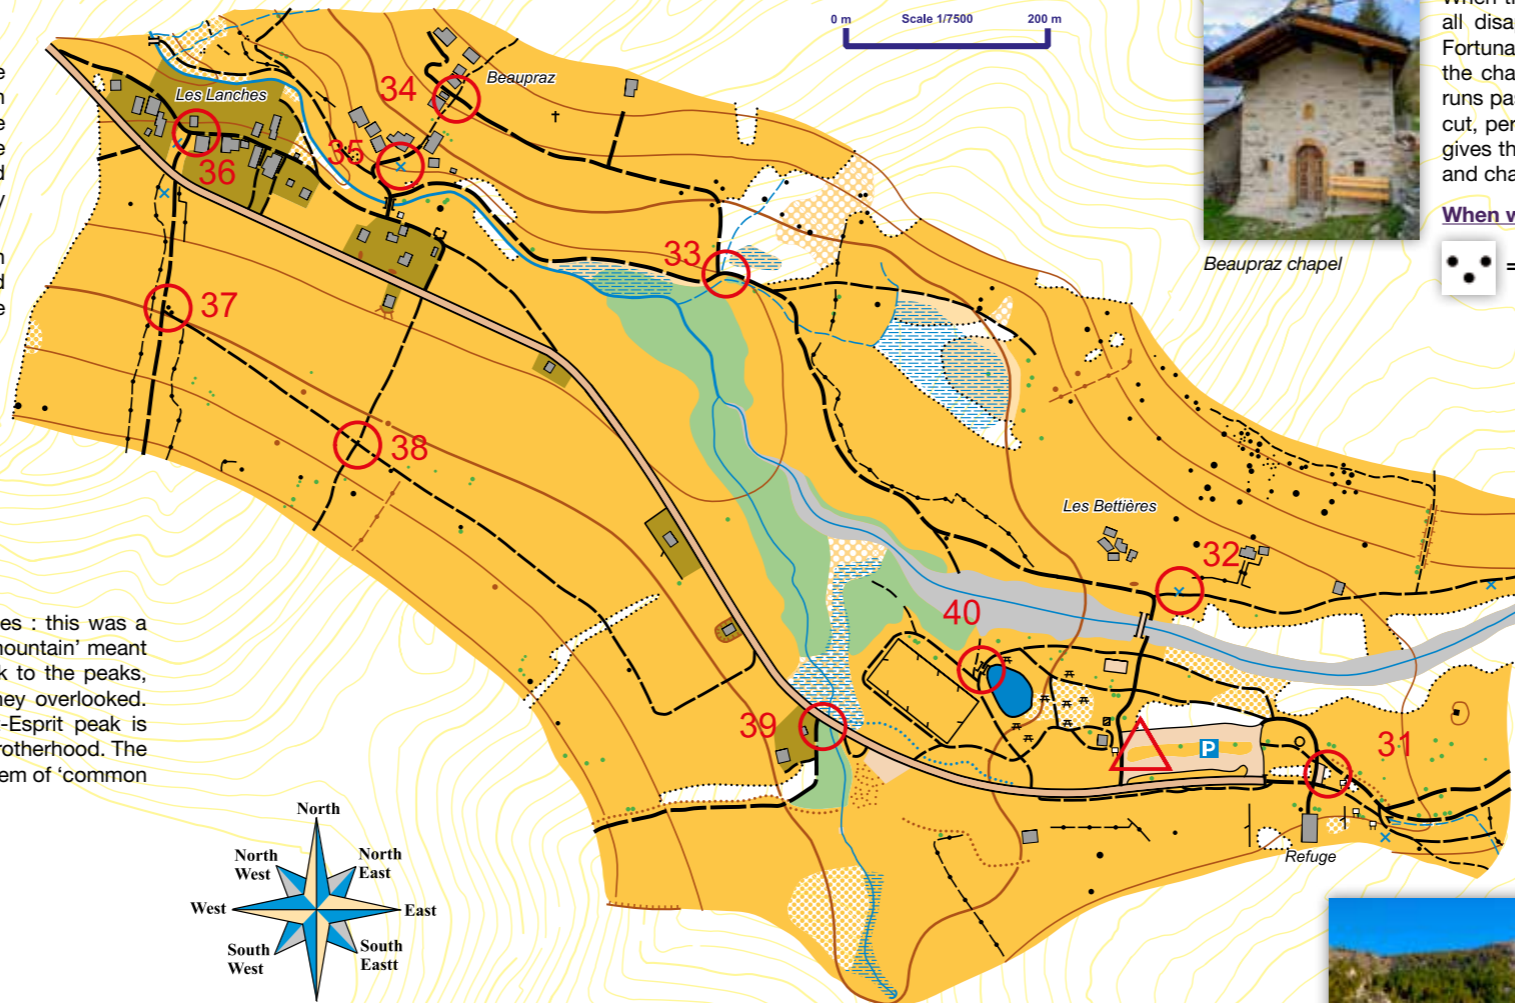 0 m Scale 1/7500 200 m
all disa
Fortuna
the cha
runs pas
cut, per
gives th
and cha
When w
=
Beaupraz chapel
e
n
e
e
d
y
n
d
e
Les Lanches
Beaupraz
34
35
36
33
37
38
Les Bettières
32
40
39
31
P
Refuge
es : this was a
nountain' meant
k to the peaks,
ney overlooked.
t-Esprit peak is
rotherhood. The
em of 'common
North
North West
North East
West
East
South West
South Eastt